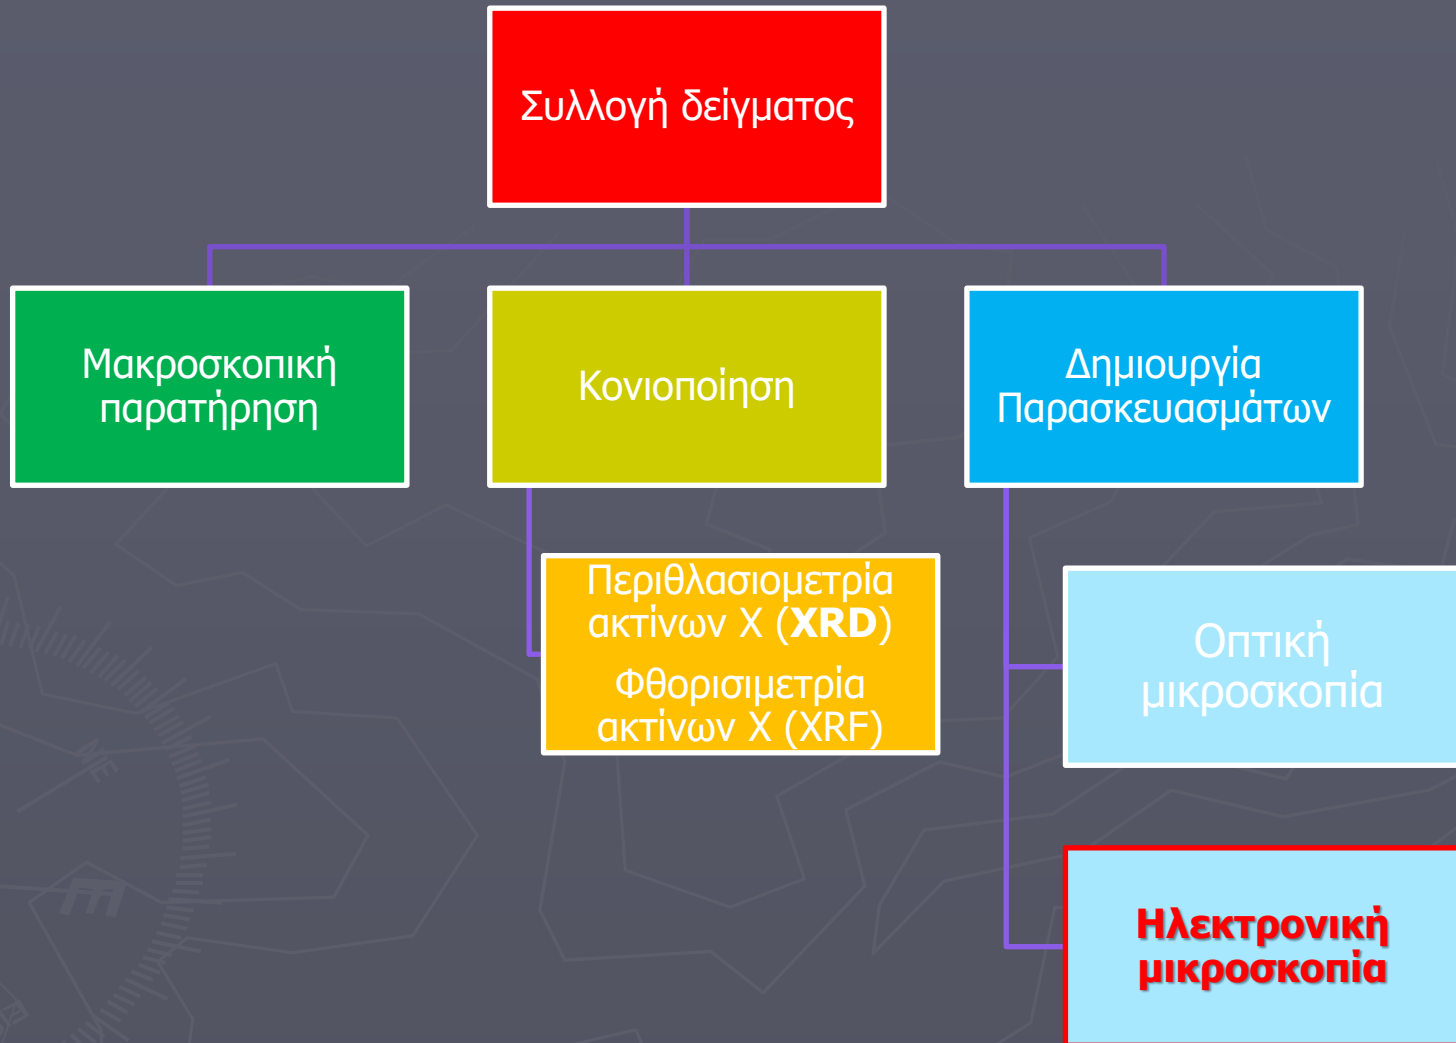 Συλλογή δείγματος
Μακροσκοπική
παρατήρηση
Κονιοποίηση
Δημιουργία
Παρασκευασμάτων
Περιθλασιομετρία
ακτίνων Χ (XRD)
Φθορισιμετρία
ακτίνων Χ (XRF)
Οπτική
μικροσκοπία
Ηλεκτρονική
μικροσκοπία